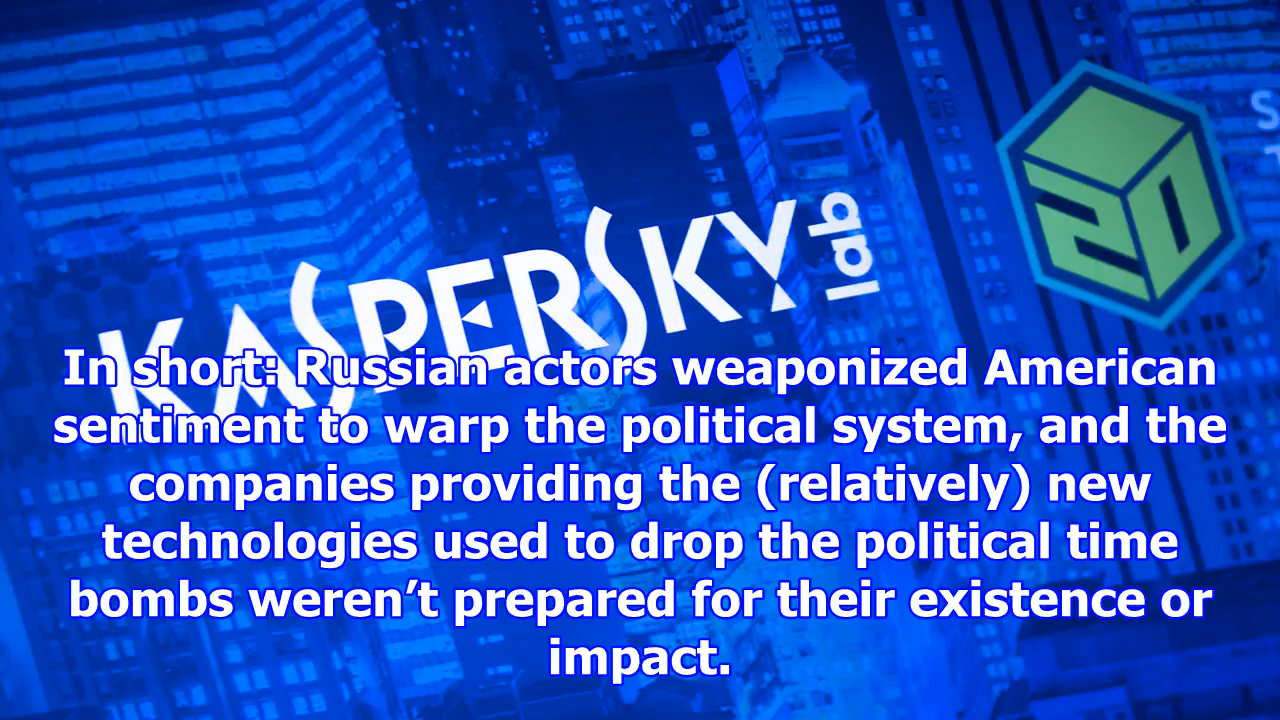 KASPERSKY lab
20
S
T
In short: Russian actors weaponized American
sentiment to warp the political system, and the
companies providing the (relatively) new
technologies used to drop the political time
bombs weren’t prepared for their existence or
impact.